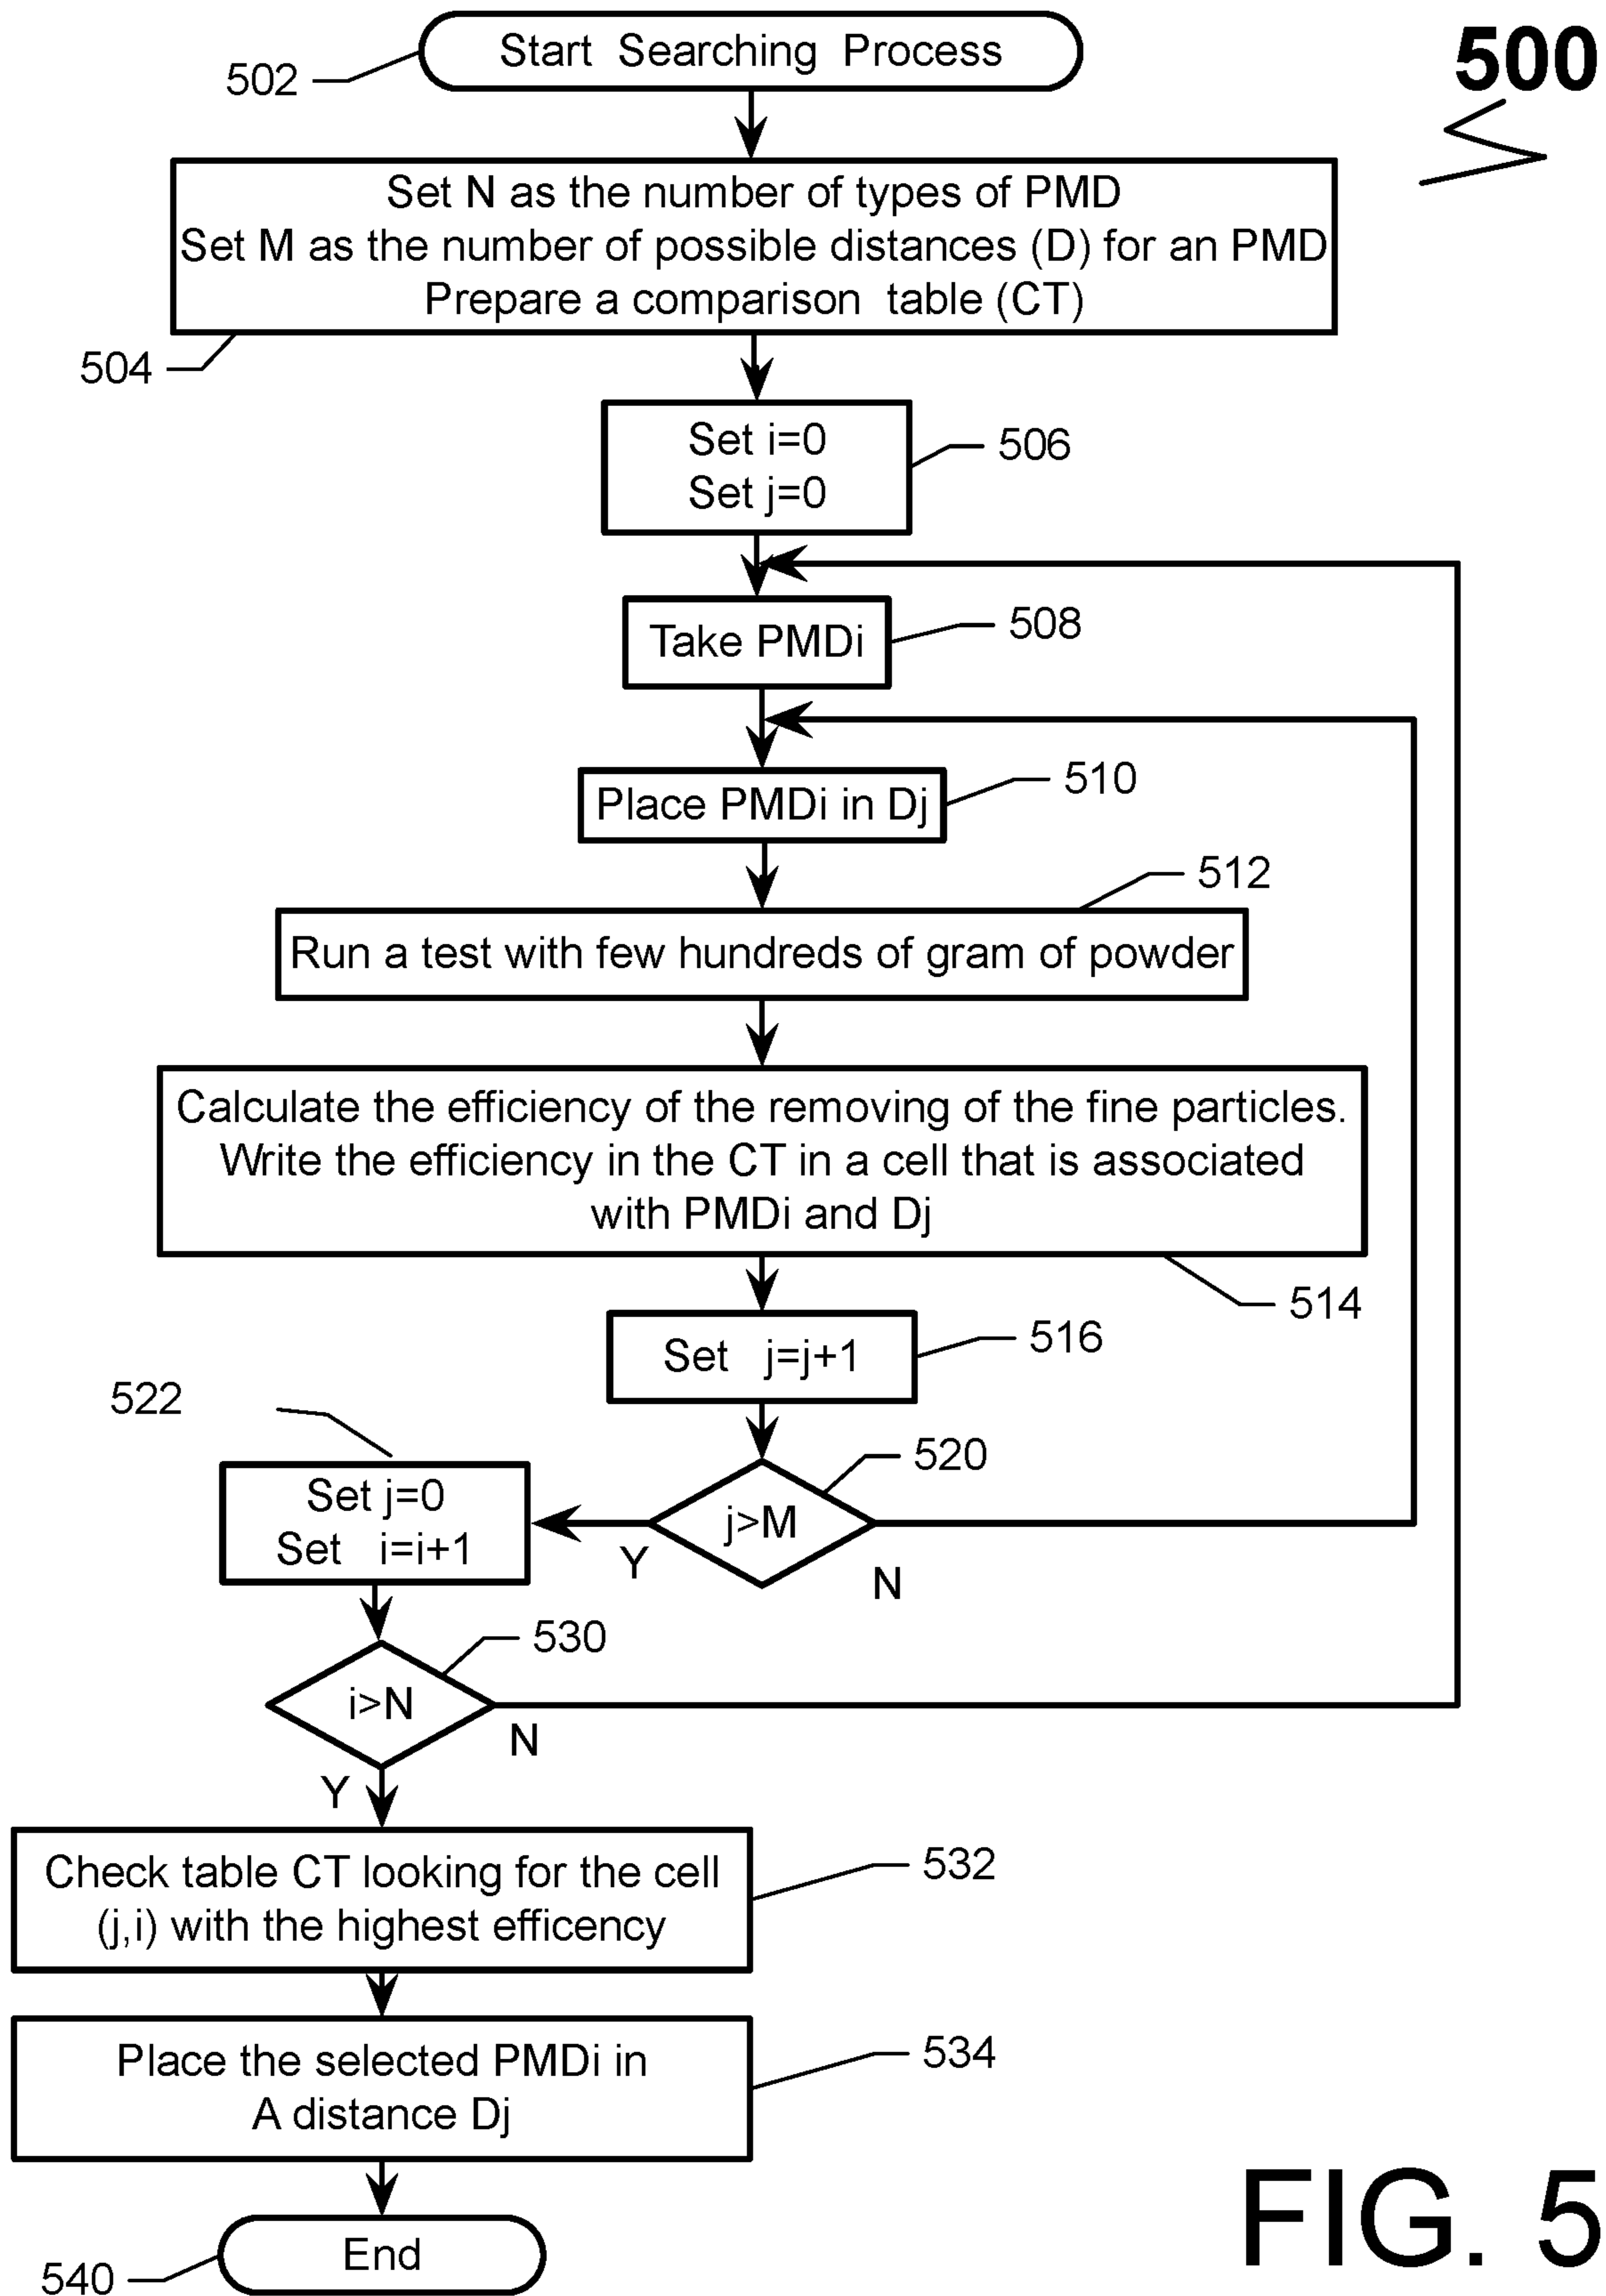 Start Searching Process
502
500
Set N as the number of types of PMD
Set M as the number of possible distances (D) for an PMD
Prepare a comparison table (CT)
504
Set i=0
Set j=0
506
Take PMDi
508
Place PMDi in Dj
510
512
Run a test with few hundreds of gram of powder
Calculate the efficiency of the removing of the fine particles.
Write the efficiency in the CT in a cell that is associated
with PMDi and Dj
514
Set j=j+1
516
522
Set j=0
Set i=i+1
520
j>M
Y
N
530
i>N
N
Y
Check table CT looking for the cell
(j,i) with the highest efficency
532
Place the selected PMDi in
A distance Dj
534
End
540
FIG. 5